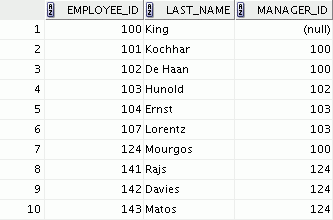 EMPLOYEE_ID LAST_NAME MANAGER_ID
1 100 King (null)
2 101 Kochhar 100
3 102 De Haan 100
4 103 Hunold 102
5 104 Ernst 103
6 107 Lorentz 103
7 124 Mourgos 100
8 141 Rajs 124
9 142 Davies 124
10 143 Matos 124